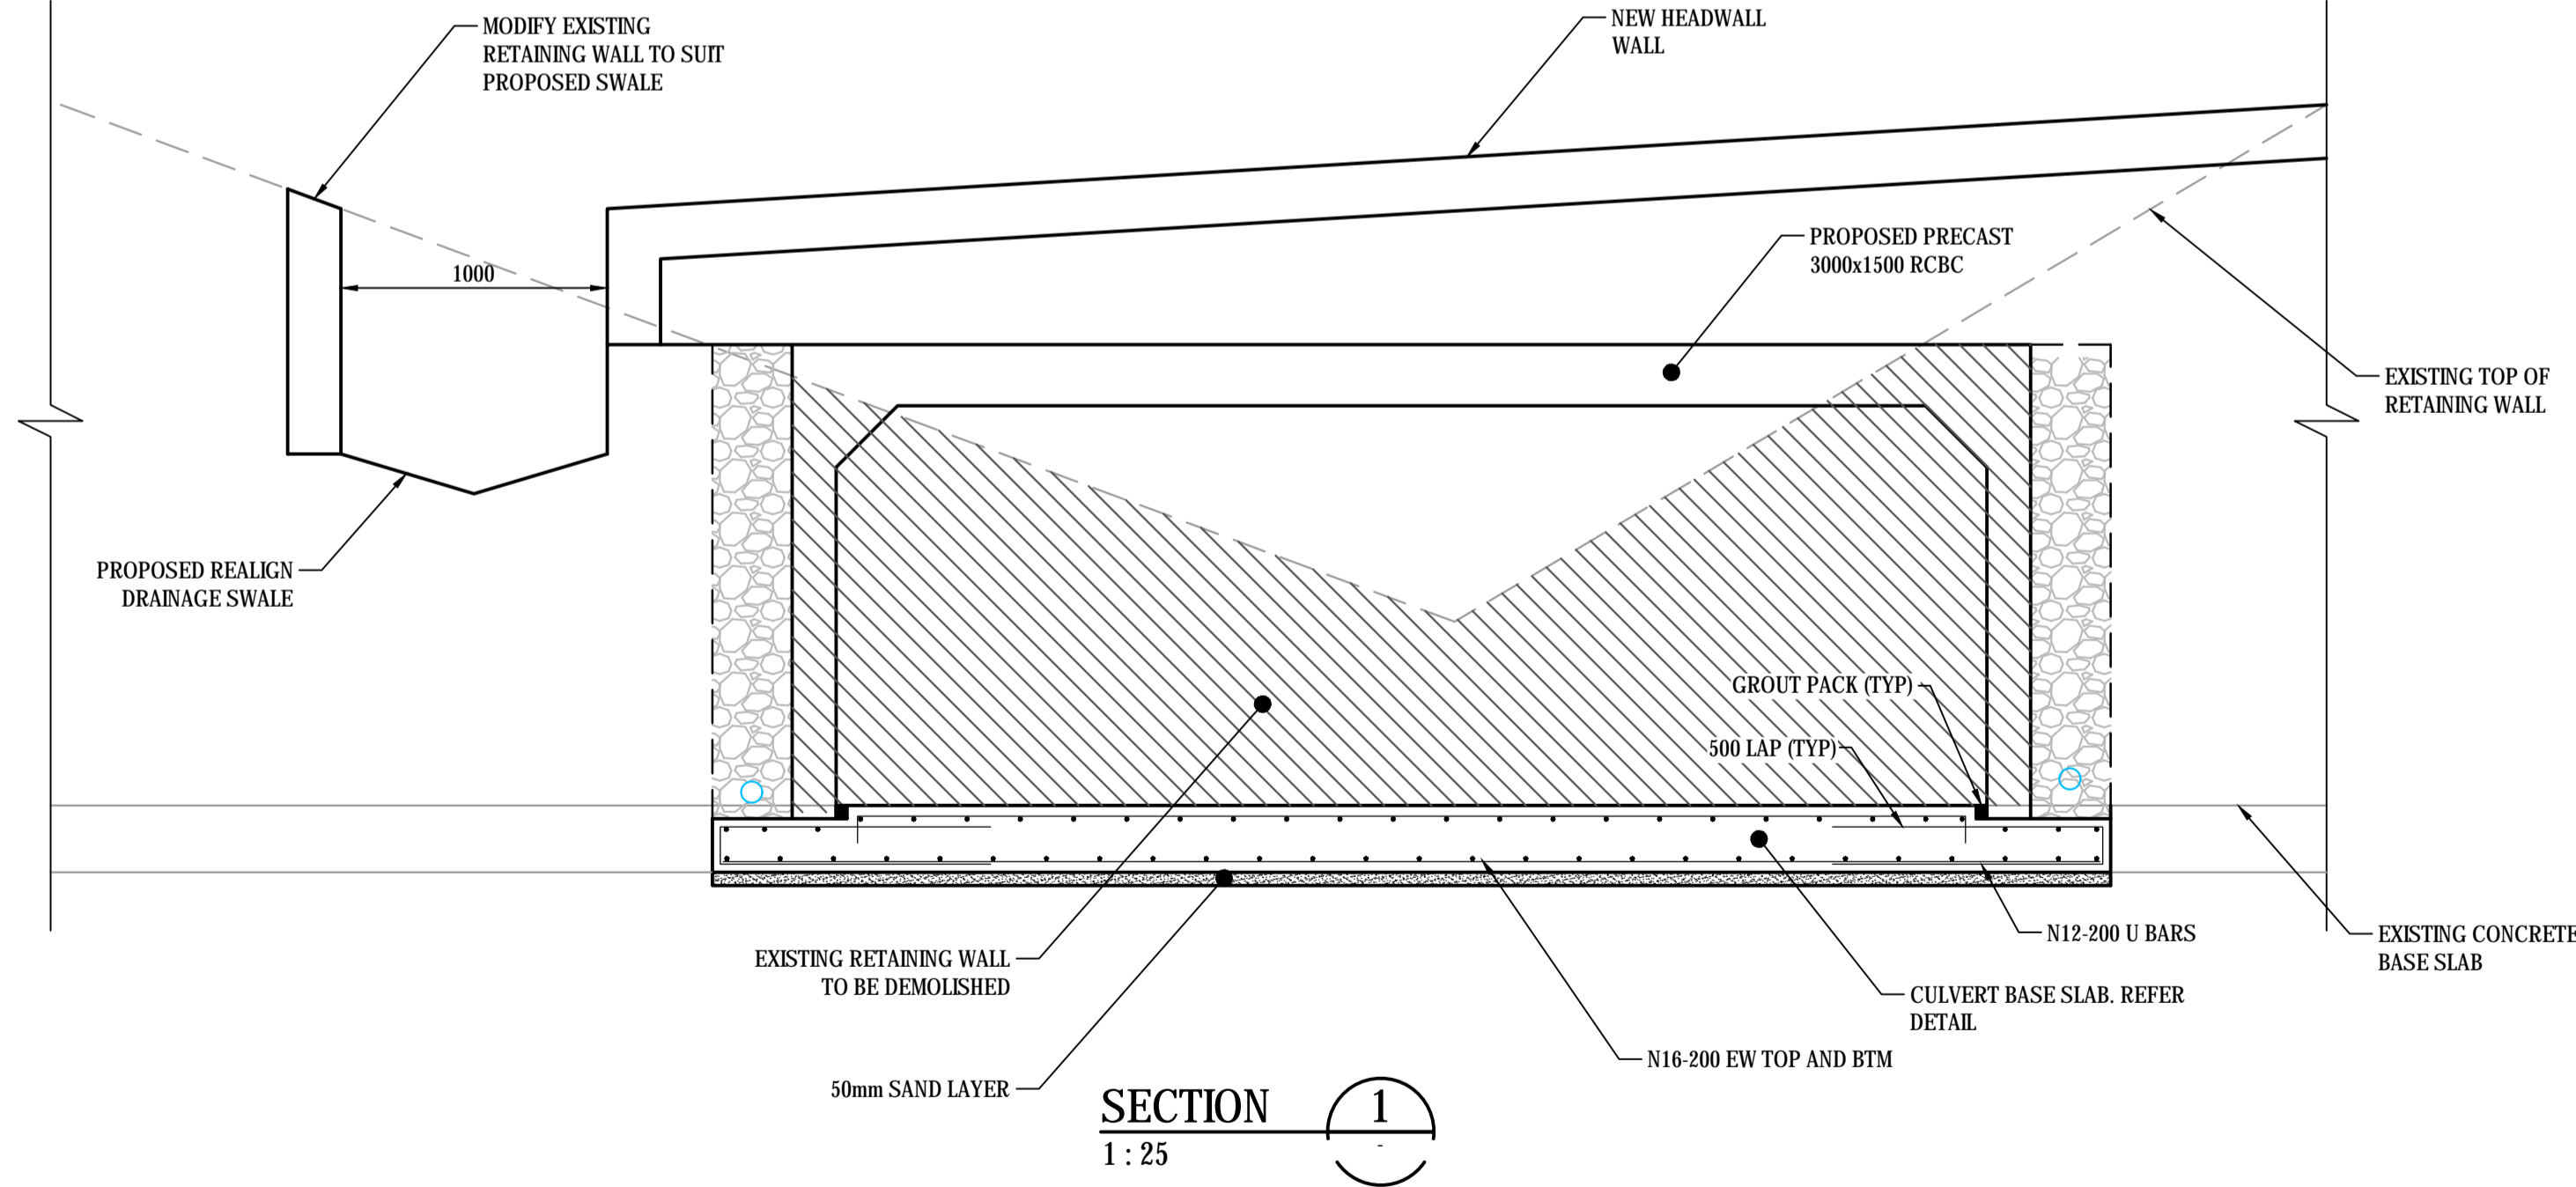 MODIFY EXISTING
RETAINING WALL TO SUIT
PROPOSED SWALE
NEW HEADWALL
WALL
PROPOSED PRECAST
3000x1500 RCBC
1000
EXISTING TOP OF
RETAINING WALL
PROPOSED REALIGN
DRAINAGE SWALE
GROUT PACK (TYP)
500 LAP (TYP)
N12-200 U BARS
EXISTING CONCRETE
BASE SLAB
EXISTING RETAINING WALL
TO BE DEMOLISHED
CULVERT BASE SLAB. REFER
DETAIL
N16-200 EW TOP AND BTM
50mm SAND LAYER
SECTION
1
-
1 : 25